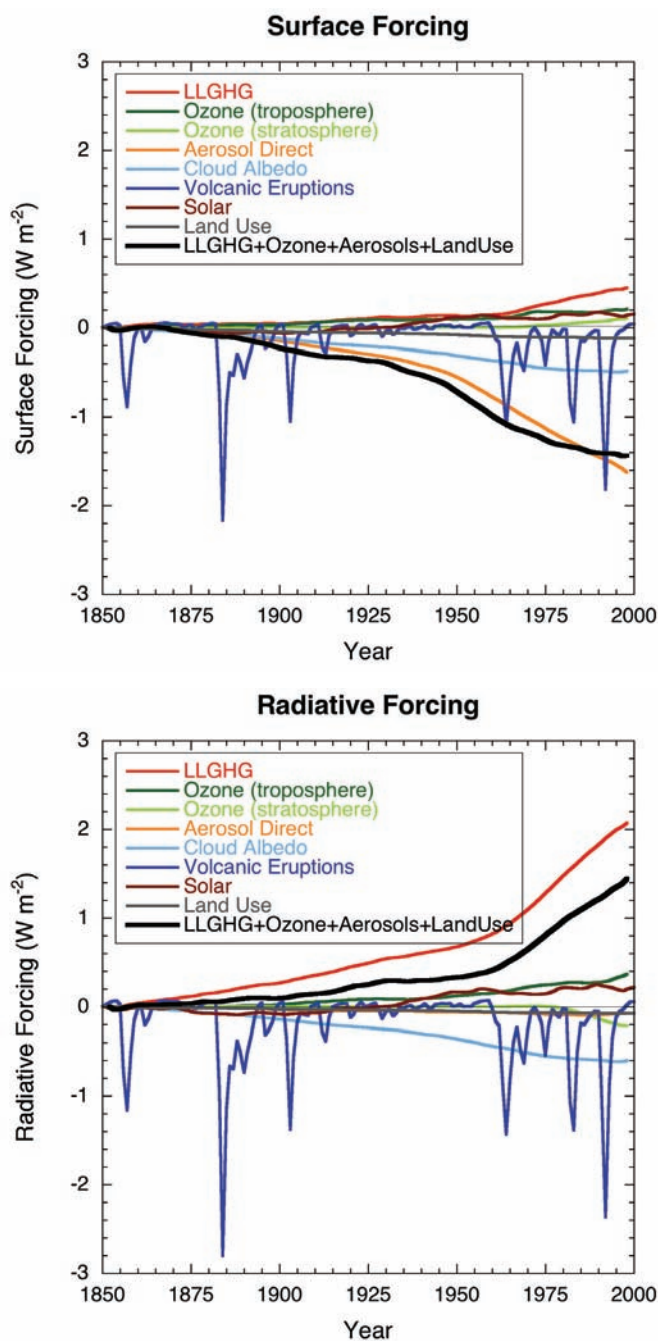 Surface Forcing
3
LLGHG
Ozone (troposphere)
Ozone (stratosphere)
Aerosol Direct
Cloud Albedo
Volcanic Eruptions
Solar
Land Use
LLGHG+Ozone+Aerosols+LandUse
2
1
0
-1
-2
-3
Surface Forcing (W m-2)
1850 1875 1900 1925 1950 1975 2000
Year
Radiative Forcing
3
LLGHG
Ozone (troposphere)
Ozone (stratosphere)
Aerosol Direct
Cloud Albedo
Volcanic Eruptions
Solar
Land Use
LLGHG+Ozone+Aerosols+LandUse
2
1
0
-1
-2
-3
Radiative Forcing (W m-2)
1850 1875 1900 1925 1950 1975 2000
Year